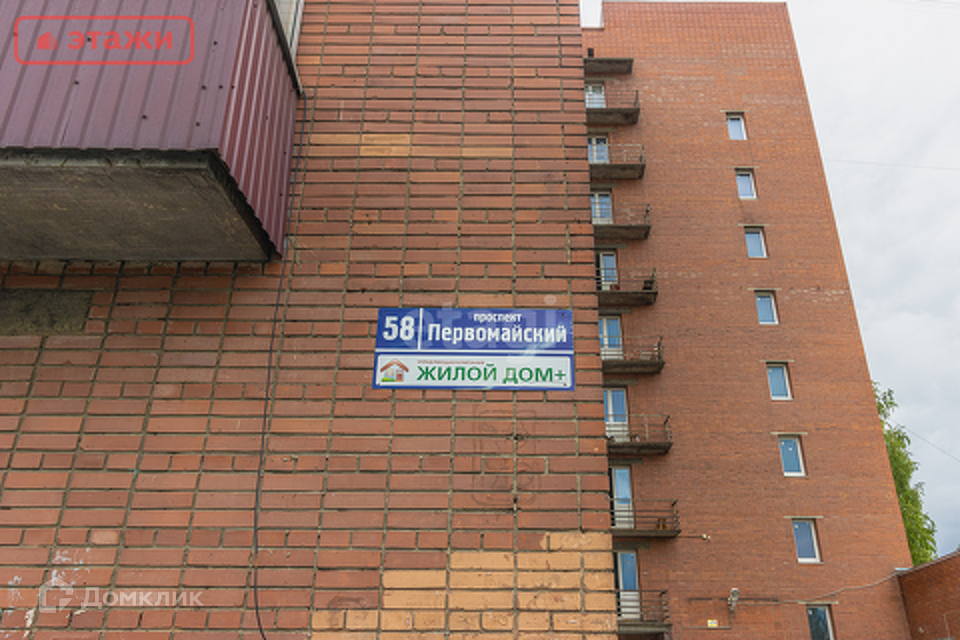 этажи
58 проспект
Первомайский
ЖИЛОЙ ДОМ+
Домклик